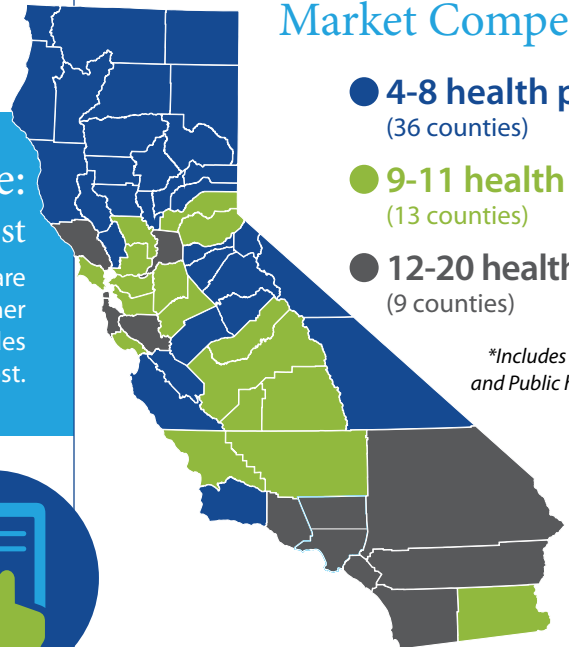 Market Compe
4-8 health p
(36 counties)
9-11 health
(13 counties)
12-20 health
(9 counties)
*Includes
and Public h
e:
st
are
her
les
st.